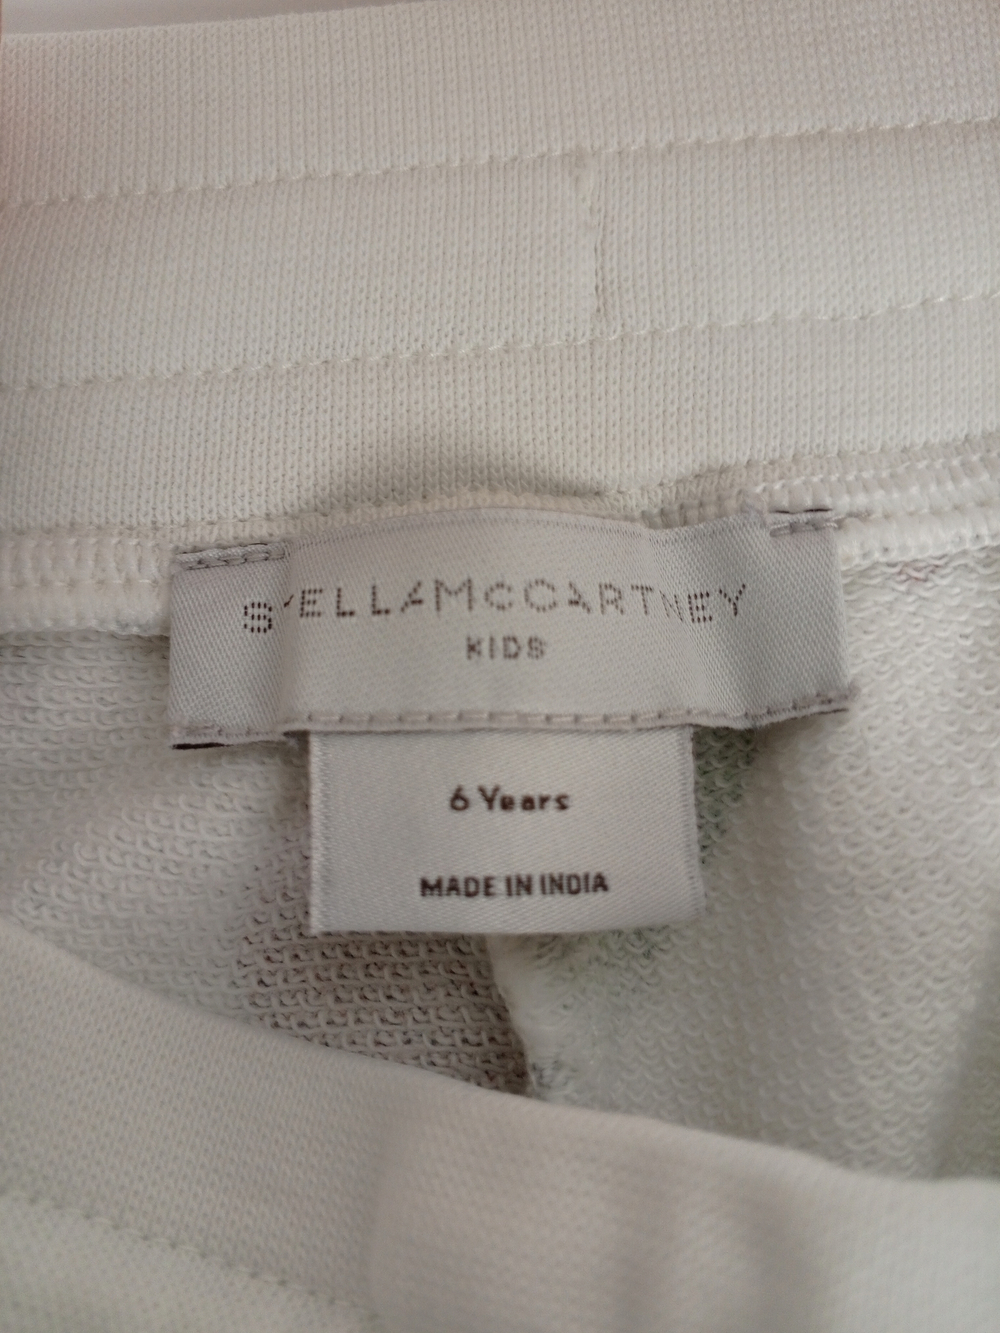 STELLAMcCARTNEY
KIDS
6 Years
MADE IN INDIA